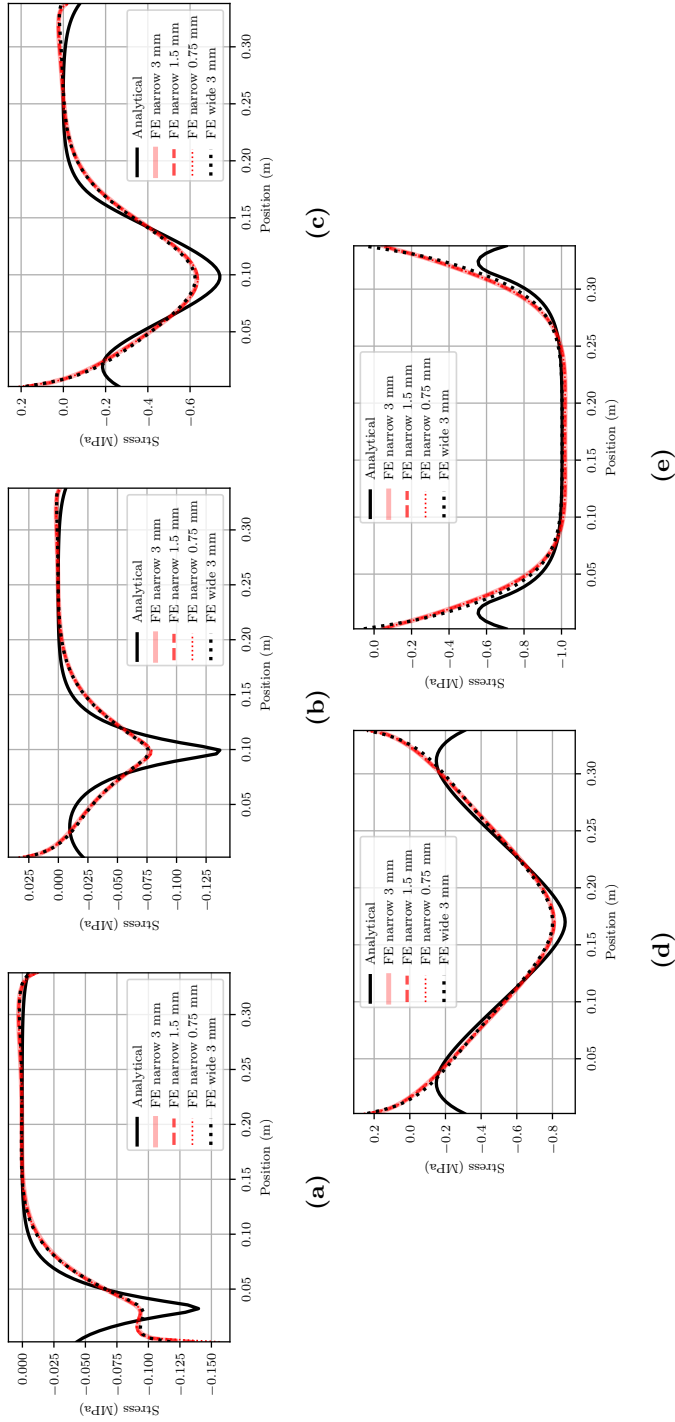 Stress (MPa)
0.000
−0.025
−0.050
−0.075
−0.100
−0.125
−0.150
Analytical
FE narrow 3 mm
FE narrow 1.5 mm
FE narrow 0.75 mm
FE wide 3 mm
0.05 0.10 0.15 0.20 0.25 0.30
Position (m)
(a)
Stress (MPa)
0.025
0.000
−0.025
−0.050
−0.075
−0.100
−0.125
Analytical
FE narrow 3 mm
FE narrow 1.5 mm
FE narrow 0.75 mm
FE wide 3 mm
0.05 0.10 0.15 0.20 0.25 0.30
Position (m)
(b)
Stress (MPa)
0.2
0.0
−0.2
−0.4
−0.6
Analytical
FE narrow 3 mm
FE narrow 1.5 mm
FE narrow 0.75 mm
FE wide 3 mm
0.05 0.10 0.15 0.20 0.25 0.30
Position (m)
(c)
Stress (MPa)
0.2
0.0
−0.2
−0.4
−0.6
−0.8
Analytical
FE narrow 3 mm
FE narrow 1.5 mm
FE narrow 0.75 mm
FE wide 3 mm
0.05 0.10 0.15 0.20 0.25 0.30
Position (m)
(d)
Stress (MPa)
0.0
−0.2
−0.4
−0.6
−0.8
−1.0
Analytical
FE narrow 3 mm
FE narrow 1.5 mm
FE narrow 0.75 mm
FE wide 3 mm
0.05 0.10 0.15 0.20 0.25 0.30
Position (m)
(e)